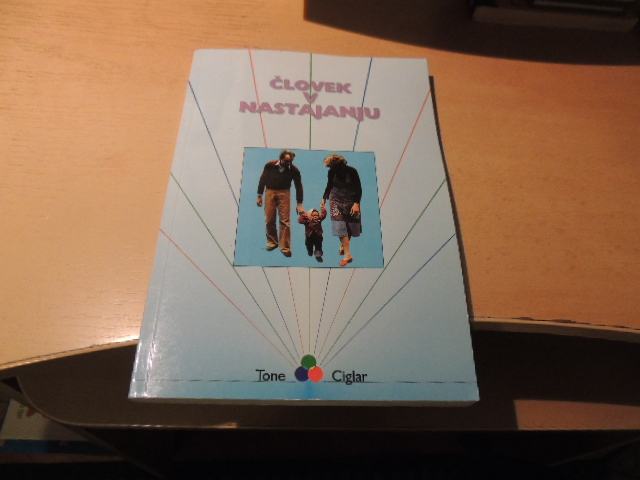 ČLOVEK
V
NASTAJANJU
Tone Ciglar